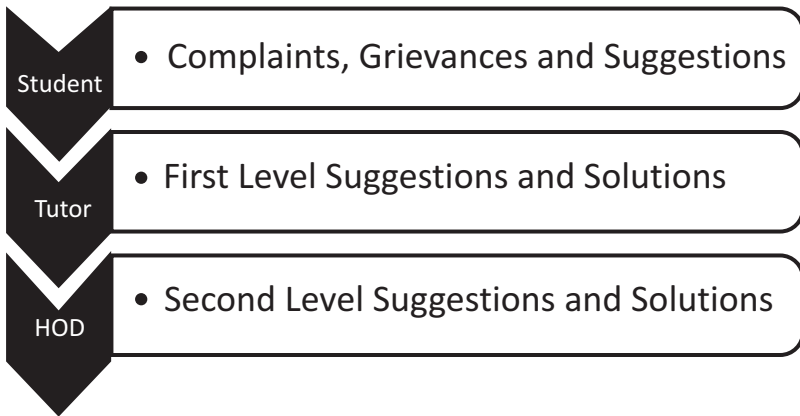 Student
• Complaints, Grievances and Suggestions
Tutor
• First Level Suggestions and Solutions
HOD
• Second Level Suggestions and Solutions